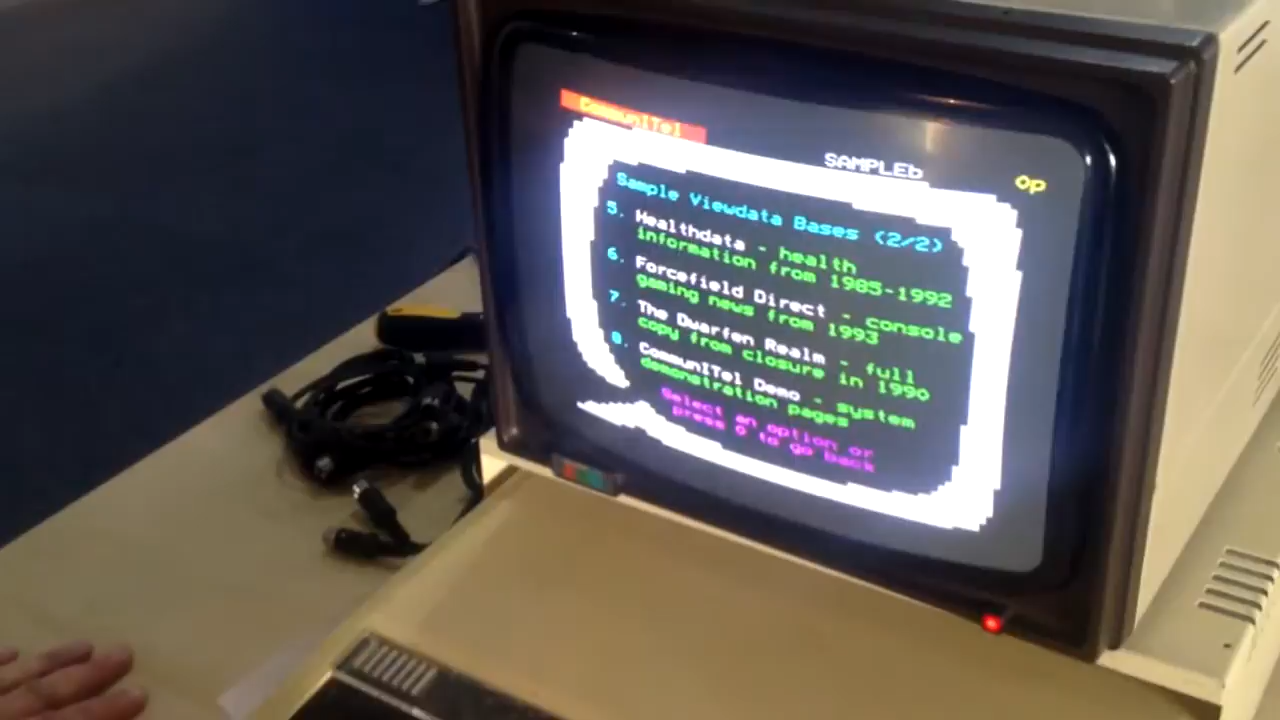 CommunITel
SAMPLEb
0p
Sample Viewdata Bases (2/2)
5. Healthdata - health
information from 1985-1992
6. Forcefield Direct - console
gaming news from 1993
7. The Dwarfen Realm - full
copy from closure in 1990
8. CommunITel Demo - system
demonstration pages
Select an option or
press 0 to go back